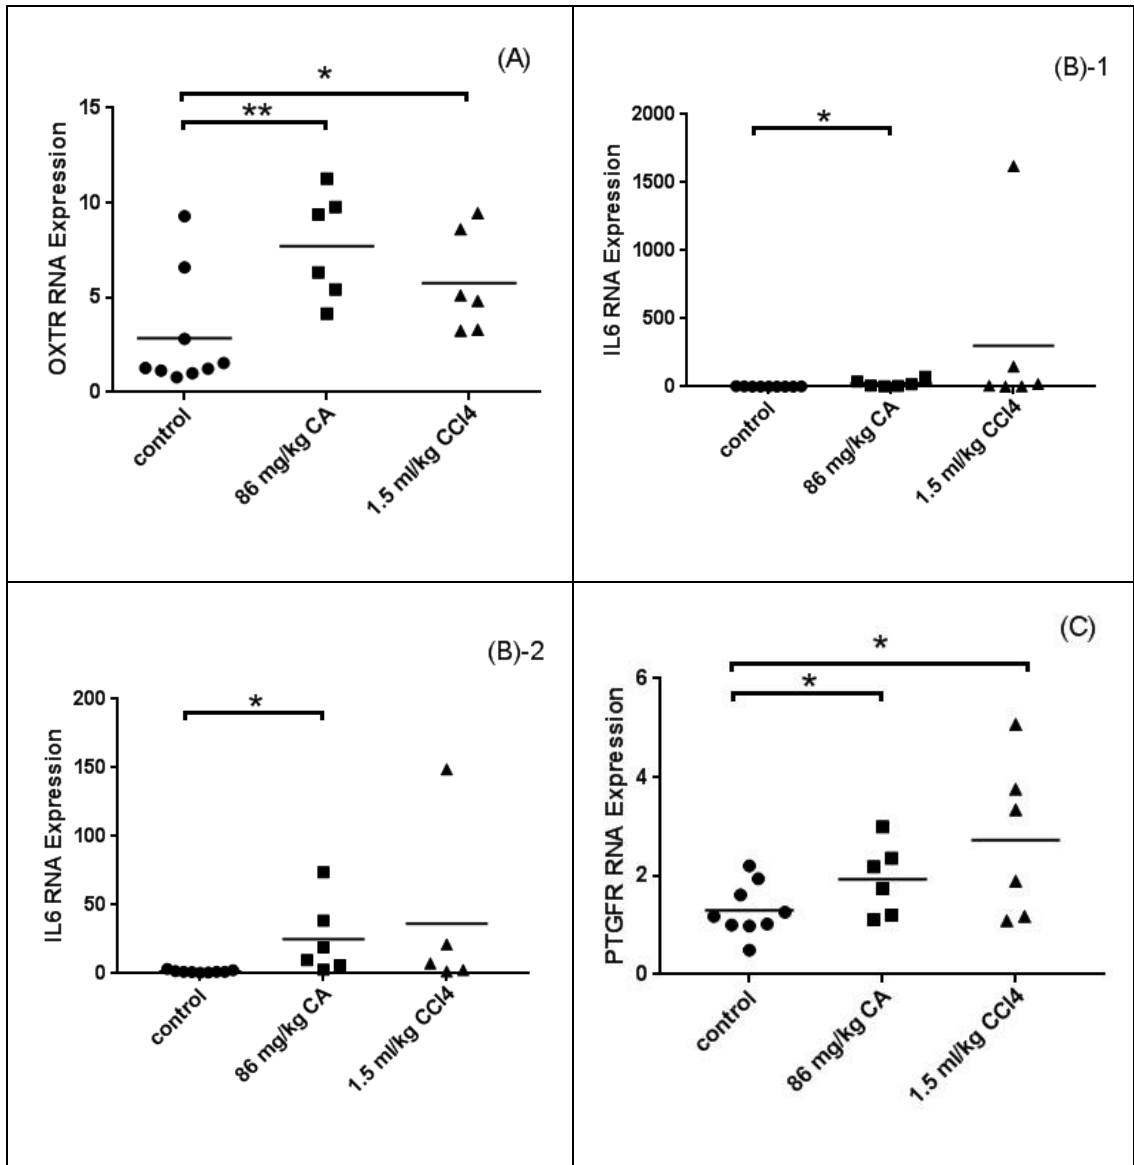 (A)
*
**
15
10
5
0
OXTR RNA Expression
control
86 mg/kg CA
1.5 ml/kg CCl4
(B)-1
*
2000
1500
1000
500
0
IL6 RNA Expression
control
86 mg/kg CA
1.5 ml/kg CCl4
(B)-2
*
200
150
100
50
0
IL6 RNA Expression
control
86 mg/kg CA
1.5 ml/kg CCl4
(C)
*
*
6
4
2
0
PTGFR RNA Expression
control
86 mg/kg CA
1.5 ml/kg CCl4